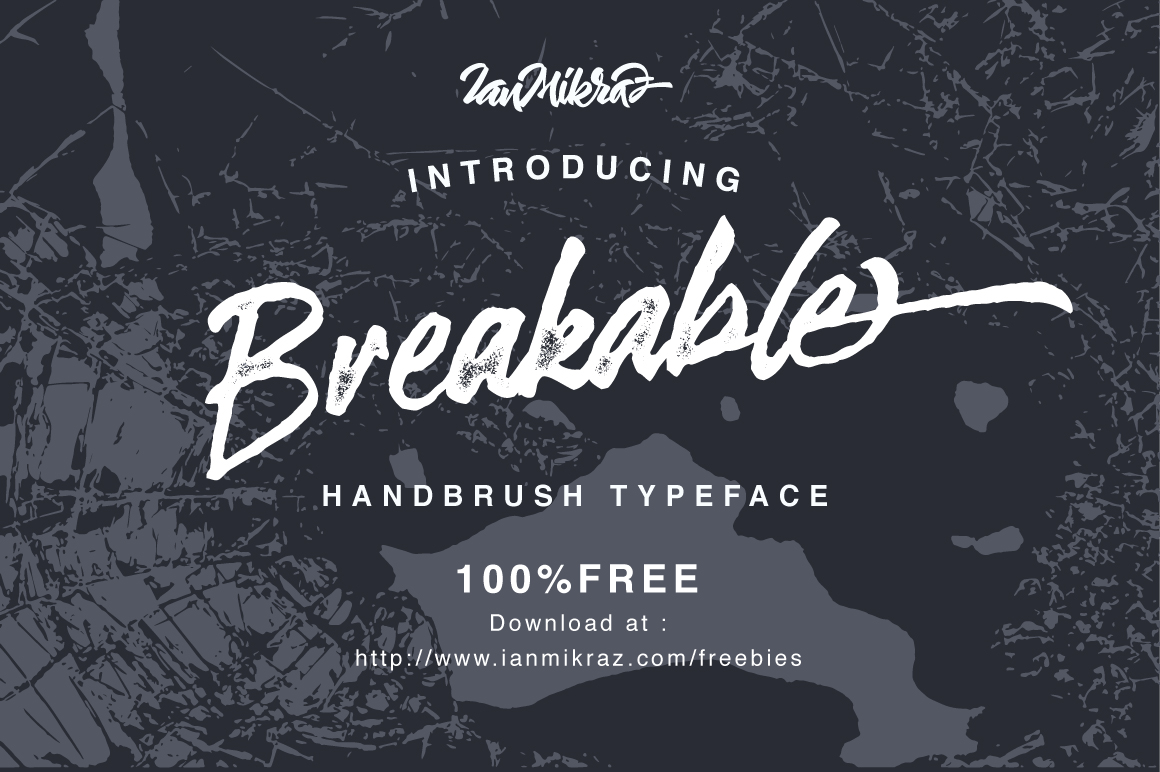 IanMikraz
INTRODUCING
Breakable
HANDBRUSH TYPEFACE
100%FREE
Download at :
http://www.ianmikraz.com/freebies